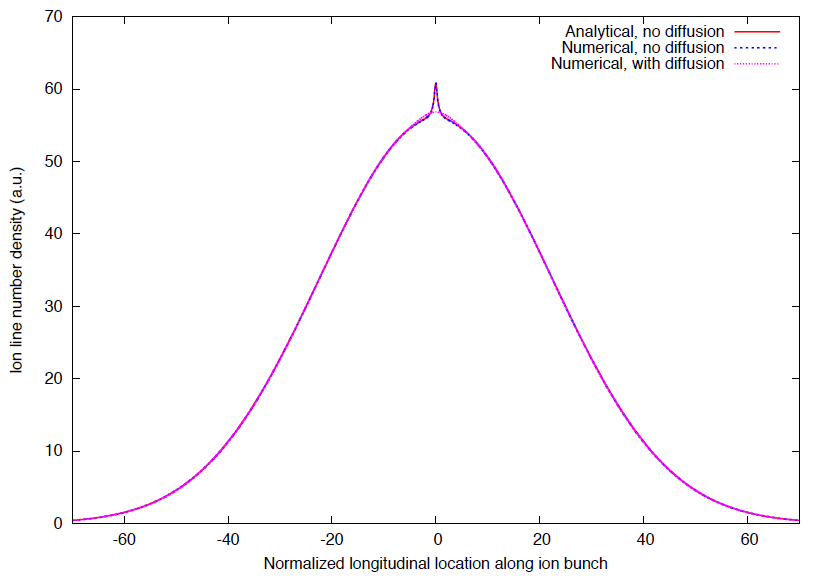 70
60
50
40
30
20
10
0
Ion line number density (a.u.)
Analytical, no diffusion
Numerical, no diffusion
Numerical, with diffusion
-60 -40 -20 0 20 40 60
Normalized longitudinal location along ion bunch